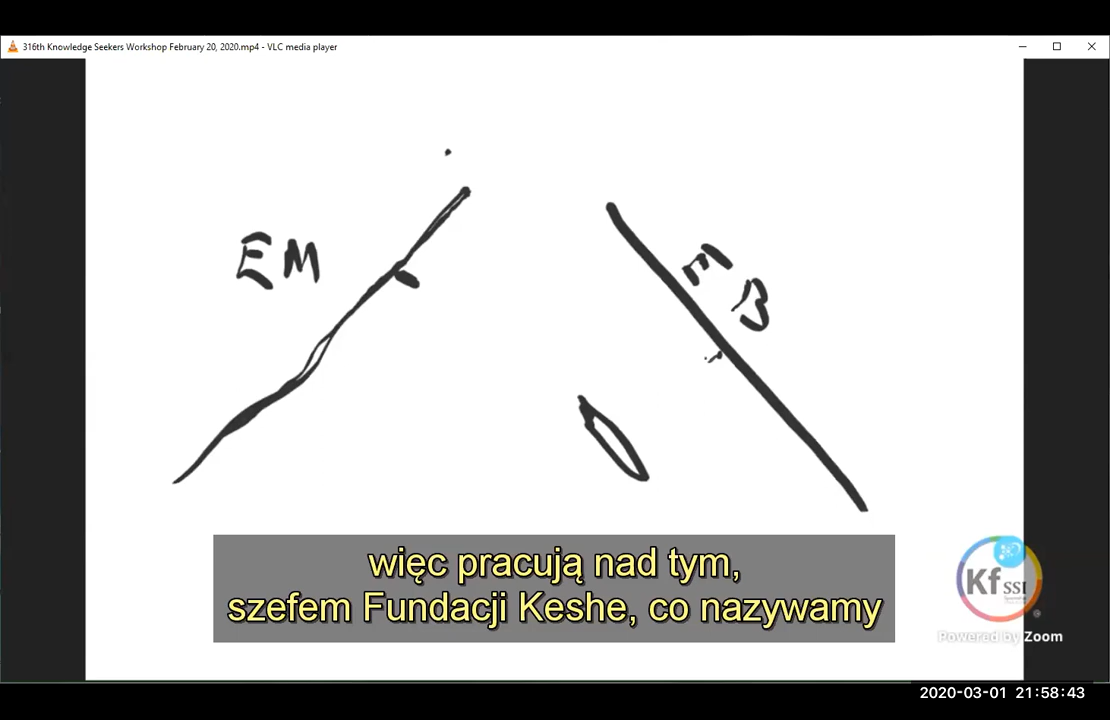 316th Knowledge Seekers Workshop February 20, 2020.mp4 - VLC media player
EM
EB
więc pracują nad tym,
szefem Fundacji Keshe, co nazywamy
Kf SSI
Powered by Zoom
2020-03-01 21:58:43